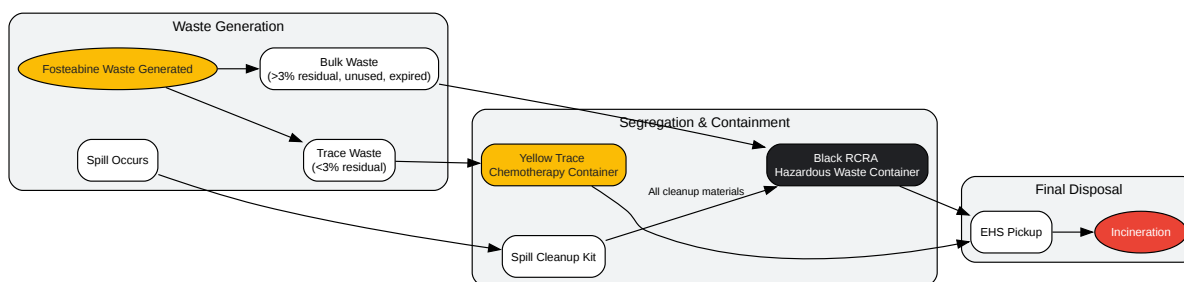 Waste Generation
Fosteabine Waste Generated
Bulk Waste
(>3% residual, unused, expired)
Spill Occurs
Trace Waste
(<3% residual)
Segregation & Containment
Yellow Trace
Chemotherapy Container
Black RCRA
Hazardous Waste Container
All cleanup materials
Spill Cleanup Kit
Final Disposal
EHS Pickup
Incineration